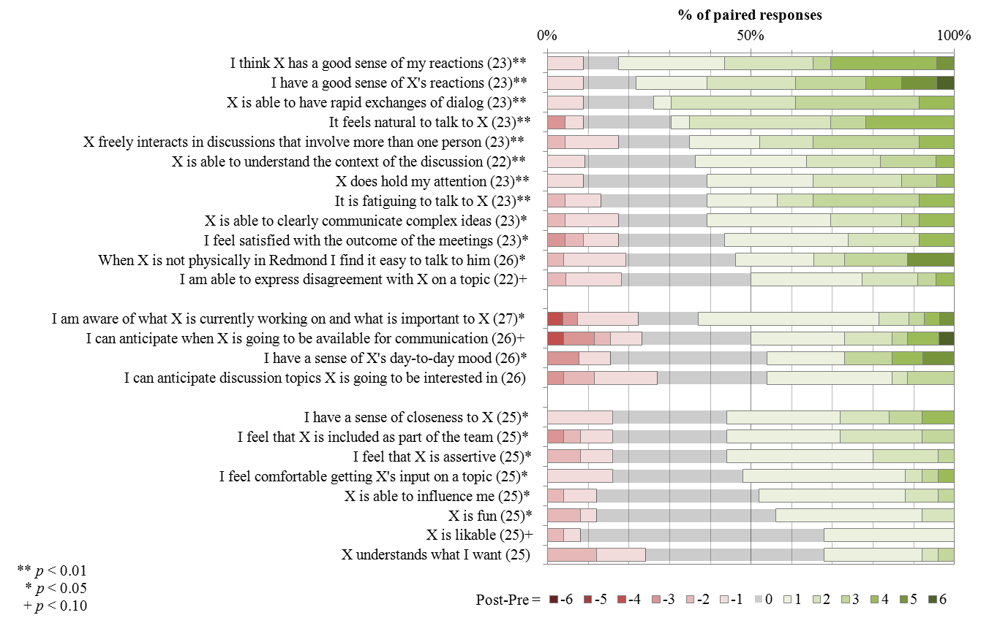 % of paired responses
0% 50% 100%
I think X has a good sense of my reactions (23)**
I have a good sense of X's reactions (23)**
X is able to have rapid exchanges of dialog (23)**
It feels natural to talk to X (23)**
X freely interacts in discussions that involve more than one person (23)**
X is able to understand the context of the discussion (22)**
X does hold my attention (23)**
It is fatiguing to talk to X (23)**
X is able to clearly communicate complex ideas (23)*
I feel satisfied with the outcome of the meetings (23)*
When X is not physically in Redmond I find it easy to talk to him (26)*
I am able to express disagreement with X on a topic (22)+
I am aware of what X is currently working on and what is important to X (27)*
I can anticipate when X is going to be available for communication (26)+
I have a sense of X's day-to-day mood (26)*
I can anticipate discussion topics X is going to be interested in (26)
I have a sense of closeness to X (25)*
I feel that X is included as part of the team (25)*
I feel that X is assertive (25)*
I feel comfortable getting X's input on a topic (25)*
X is able to influence me (25)*
X is fun (25)*
X is likable (25)+
X understands what I want (25)
** p < 0.01
* p < 0.05
+ p < 0.10
Post-Pre = -6 -5 -4 -3 -2 -1 0 1 2 3 4 5 6